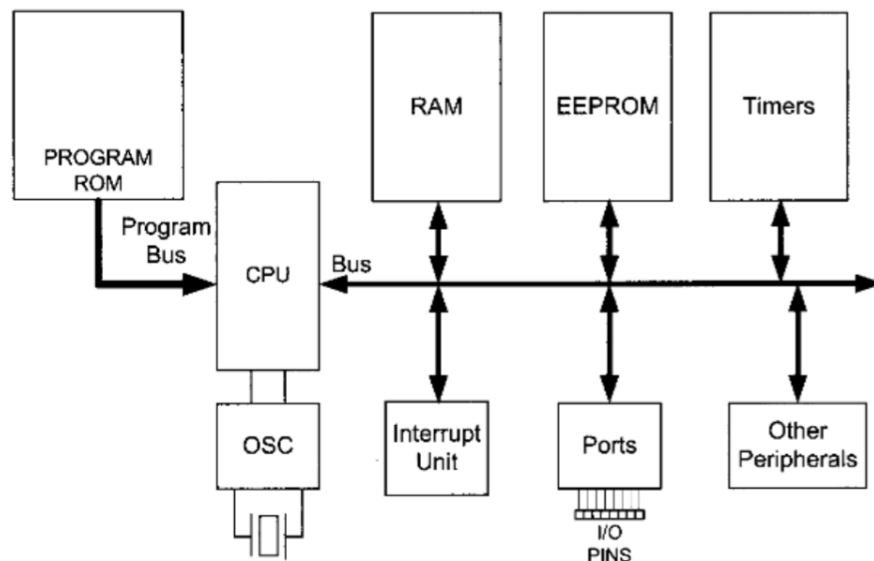 PROGRAM
ROM
RAM
EEPROM
Timers
Program
Bus
CPU
Bus
OSC
Interrupt
Unit
Ports
Other
Peripherals
I/O
PINS